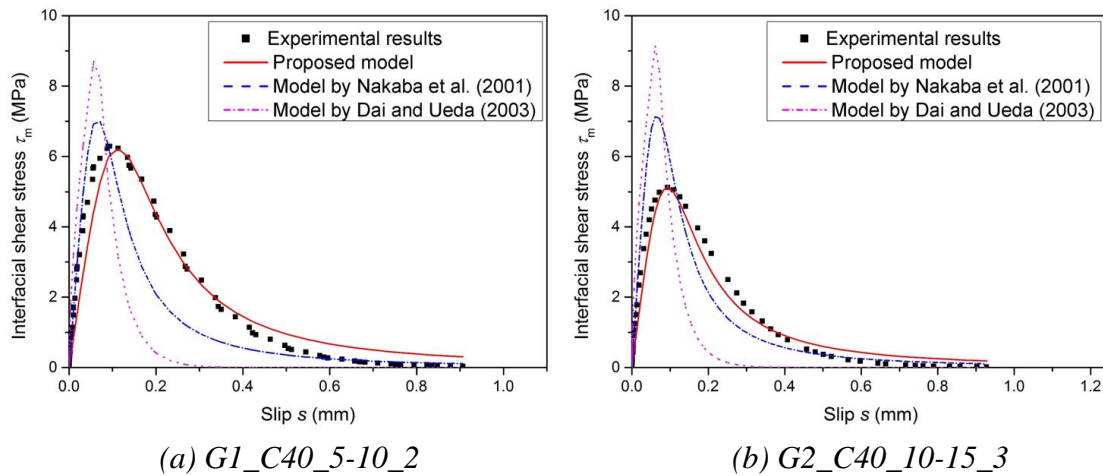 10
8
6
4
2
0
Interfacial shear stress τm (MPa)
Experimental results
Proposed model
Model by Nakaba et al. (2001)
Model by Dai and Ueda (2003)
0.0 0.2 0.4 0.6 0.8 1.0
Slip s (mm)
(a) G1_C40_5-10_2
10
8
6
4
2
0
Interfacial shear stress τm (MPa)
Experimental results
Proposed model
Model by Nakaba et al. (2001)
Model by Dai and Ueda (2003)
0.0 0.2 0.4 0.6 0.8 1.0 1.2
Slip s (mm)
(b) G2_C40_10-15_3